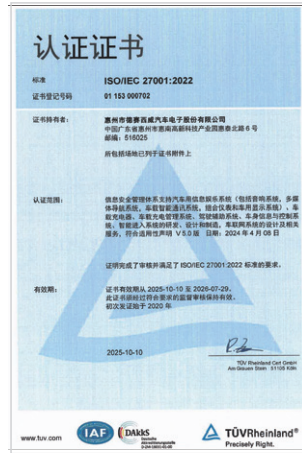 认证证书
标准 ISO/IEC 27001:2022
证书登记号码 01 153 000702
证书持有者: 惠州市德赛西威汽车电子股份有限公司
中国广东省惠州市惠南高新科技产业园惠泰北路 6 号
邮编: 516025
所包括场地已列于证书附件上
认证范围: 信息安全管理体系支持汽车用信息娱乐系统(包括音响系统,多媒
体导航系统,车载智能通讯系统,组合仪表和车用显示系统)、车
载充电器、车载充电管理系统、驾驶辅助系统、车身信息与控制系
统、智能进入系统的研发、设计和制造,车联网系统的设计及相关
服务,符合适用性声明 V 5.0 版 日期: 2024 年 4 月 08 日
证明完成了审核并满足了 ISO/IEC 27001:2022 标准的要求。
有效期: 证书有效期从 2025-10-10 至 2026-07-29。
此证书须经过符合要求的监督审核保持有效。
初次发证始于 2020 年
2025-10-10
TÜV Rheinland Cert GmbH
Am Grauen Stein · 51105 Köln
www.tuv.com
IAF
DAkkS
Deutsche
Akkreditierungsstelle
TÜVRheinland®
Precisely Right.